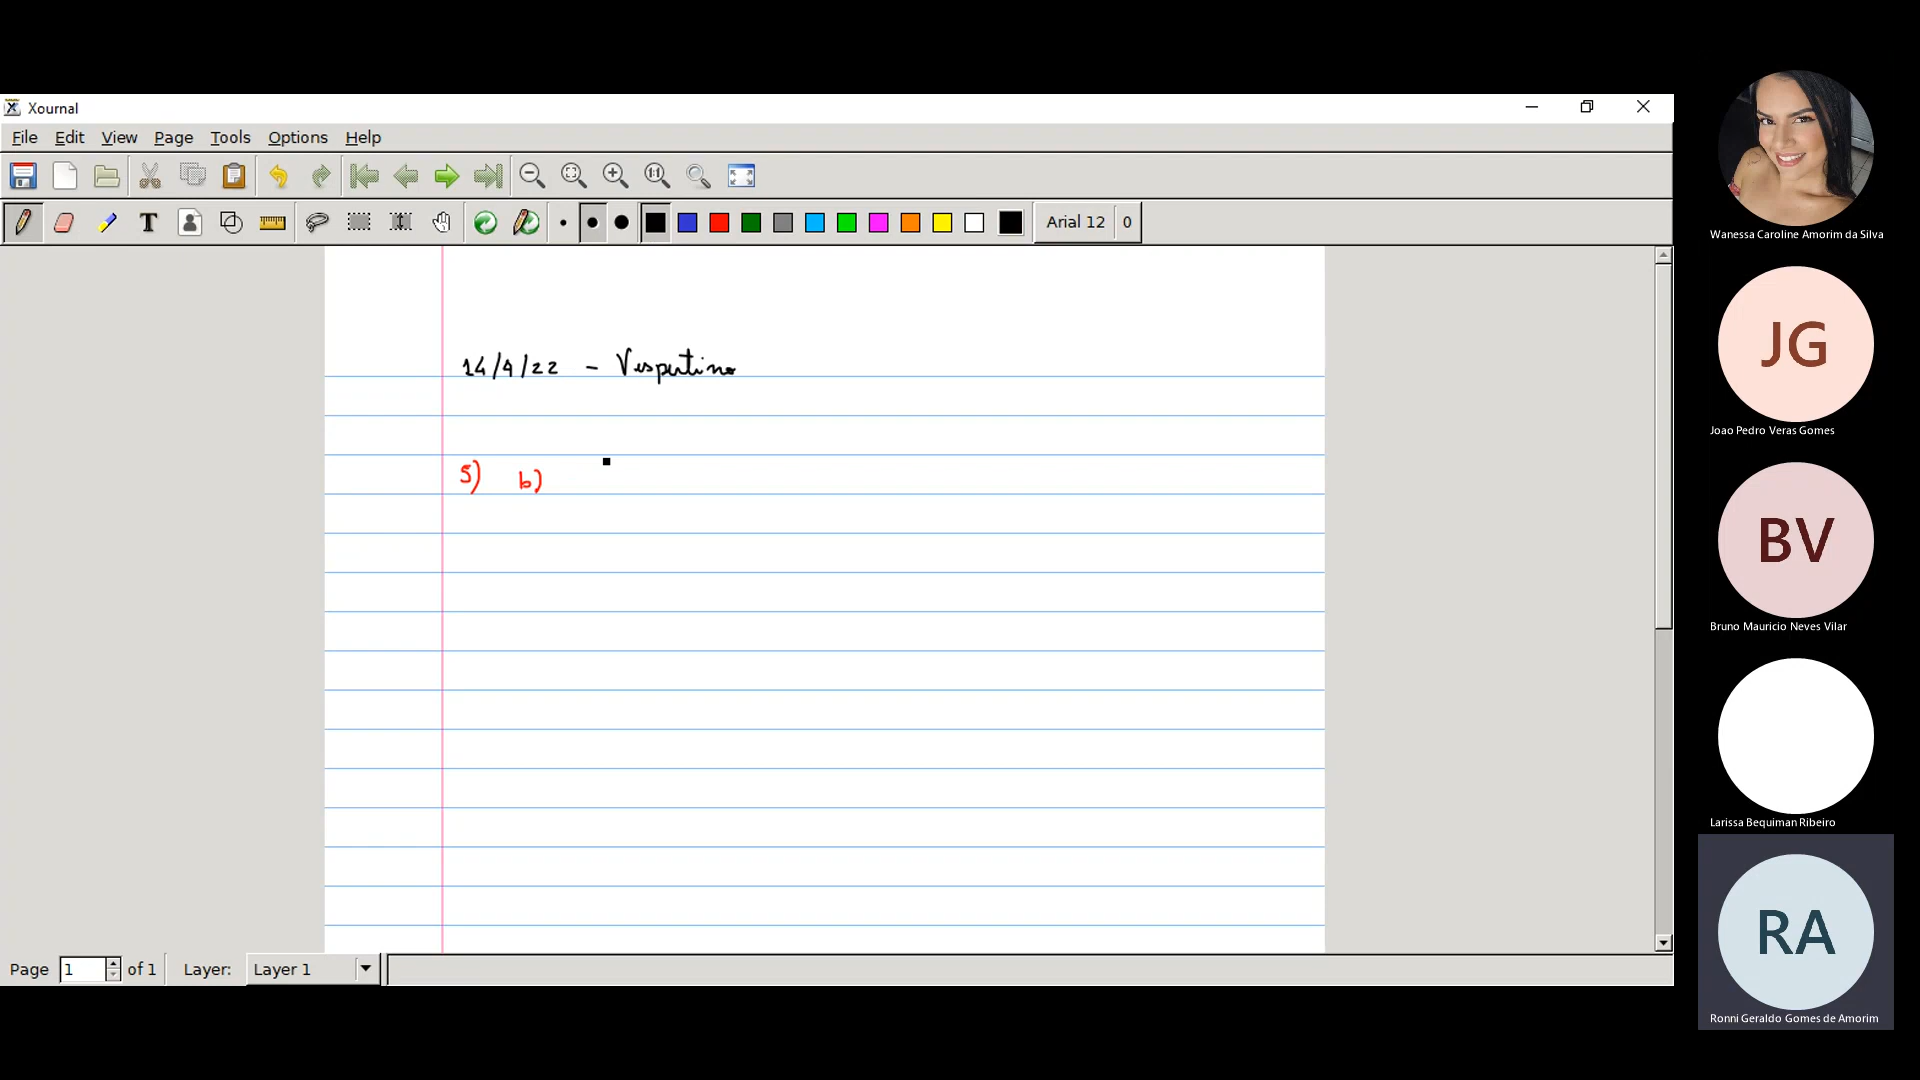 Xournal
File Edit View Page Tools Options Help
Arial 12 0
14/4/22 - Vespertino
5) b)
Page 1 of 1 Layer: Layer 1
Wanessa Caroline Amorim da Silva
JG
Joao Pedro Veras Gomes
BV
Bruno Mauricio Neves Vilar
Larissa Bequiman Ribeiro
RA
Ronni Geraldo Gomes de Amorim